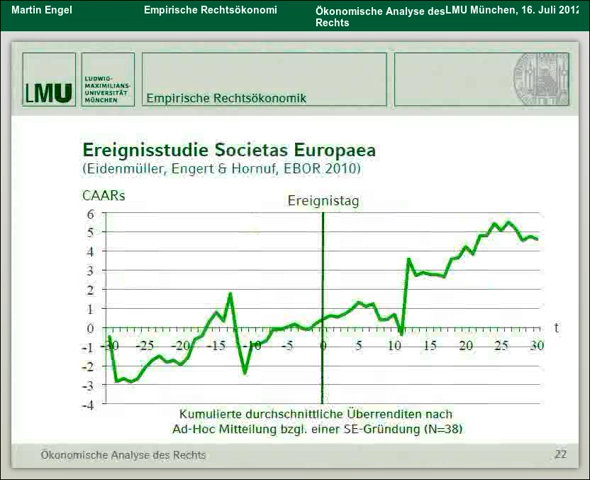 Martin Engel Empirische Rechtsökonomi Ökonomische Analyse des LMU München, 16. Juli 2012
Rechts
LMU
LUDWIG-
MAXIMILIANS-
UNIVERSITÄT
MÜNCHEN
Empirische Rechtsökonomik
Ereignisstudie Societas Europaea
(Eidenmüller, Engert & Hornuf, EBOR 2010)
CAARs
Ereignistag
6
5
4
3
2
1
0
-1
-2
-3
-4
-30 -25 -20 -15 -10 -5 0 5 10 15 20 25 30
t
Kumulierte durchschnittliche Überrenditen nach
Ad-Hoc Mitteilung bzgl. einer SE-Gründung (N=38)
Ökonomische Analyse des Rechts 22